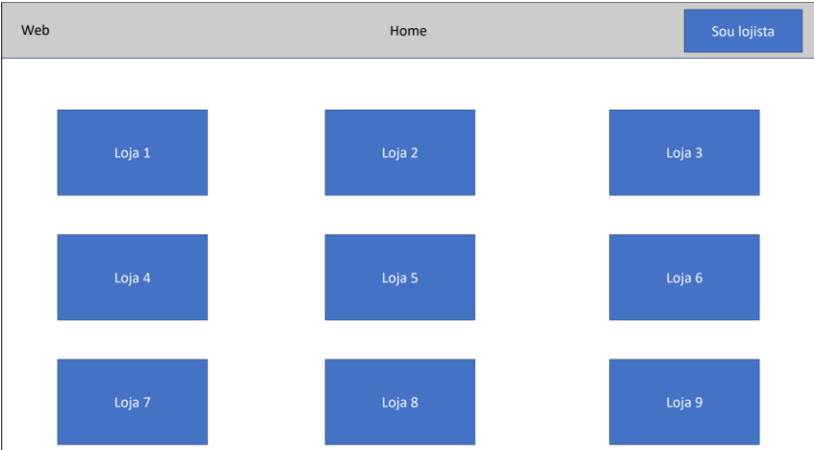 Web
Home
Sou lojista
Loja 1
Loja 2
Loja 3
Loja 4
Loja 5
Loja 6
Loja 7
Loja 8
Loja 9